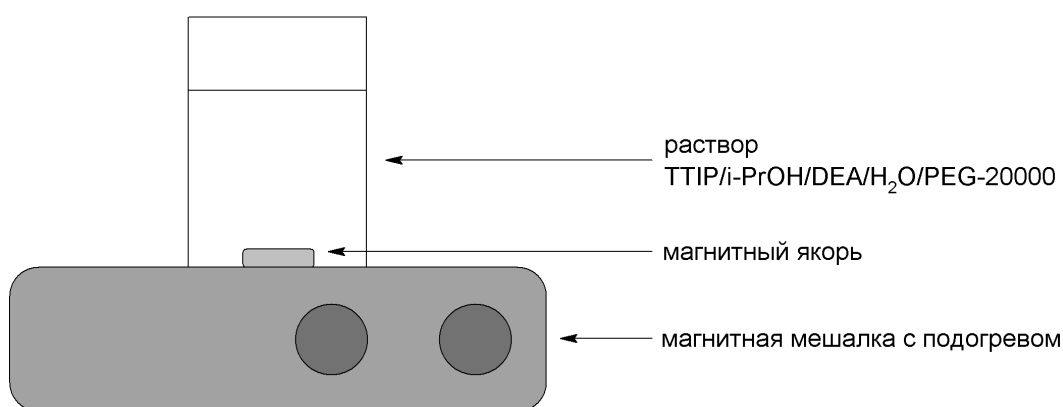 раствор
TTIP/i-PrOH/DEA/H₂O/PEG-20000
магнитный якорь
магнитная мешалка с подогревом